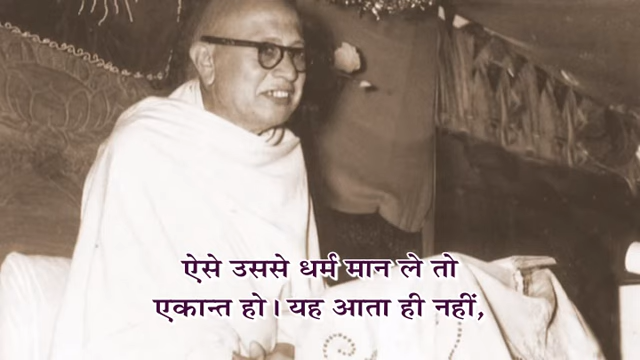 ऐसे उससे धर्म मान ले तो
एकान्त हो। यह आता ही नहीं,